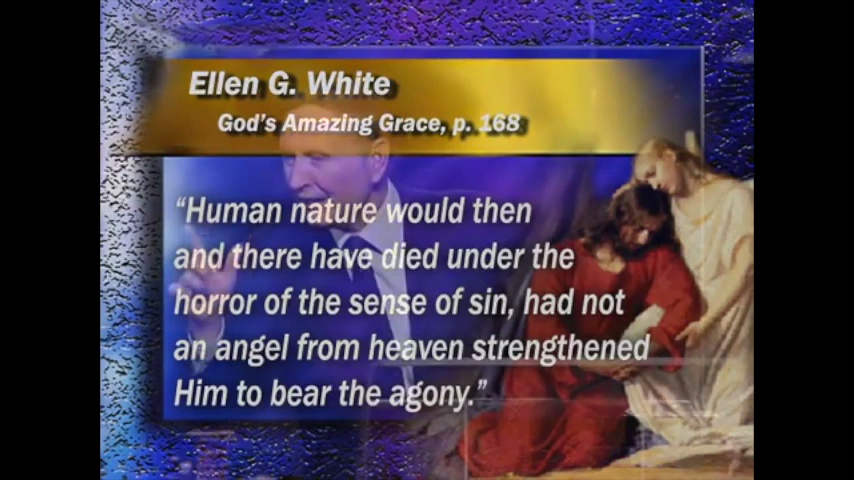 Ellen G. White
God's Amazing Grace, p. 168
“Human nature would then
and there have died under the
horror of the sense of sin, had not
an angel from heaven strengthened
Him to bear the agony.”